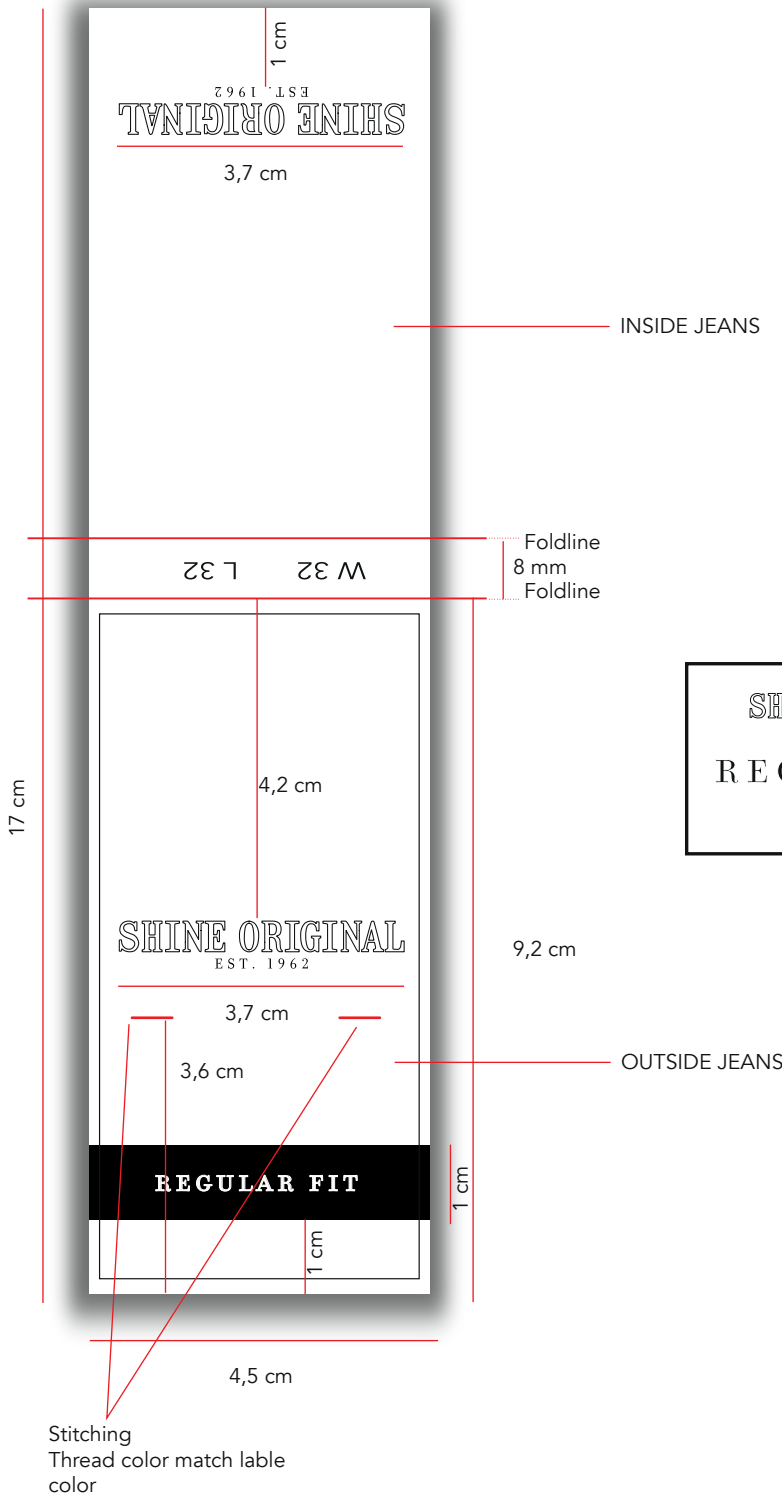 1 cm
EST. 1962
SHINE ORIGINAL
3,7 cm
INSIDE JEANS
Foldline
W 32 L 32
8 mm
Foldline
17 cm
4,2 cm
SH
RE
SHINE ORIGINAL
EST. 1962
9,2 cm
3,7 cm
3,6 cm
OUTSIDE JEANS
REGULAR FIT
1 cm
1 cm
4,5 cm
Stitching
Thread color match lable
color